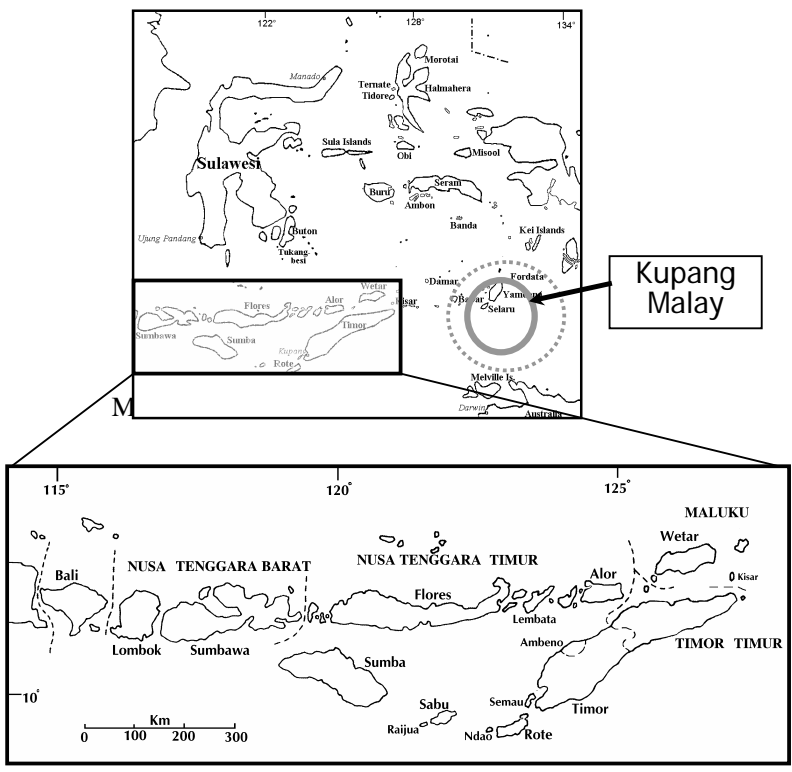 122°
128°
134°
Morotai
Manado
Ternate
Tidore
Halmahera
Sula Islands
Obi
Misool
Sulawesi
Buru
Seram
Ambon
Banda
Buton
Kei Islands
Ujung Pandang
Tukang
besi
Kupang
Malay
Fordata
Wetar
Damar
Alor
Flores
Kisar
Babar
Selaru
Timor
Sumbawa
Sumba
Kupang
Rote
Melville Is.
M
Darwin
Australia
115°
120°
125°
MALUKU
Wetar
NUSA TENGGARA BARAT
NUSA TENGGARA TIMUR
Bali
Alor
Kisar
Flores
Lembata
Lombok
Sumbawa
Ambeno
TIMOR TIMUR
Sumba
10°
Sabu
Semau
Timor
Km
Raijua
Ndao
Rote
0 100 200 300